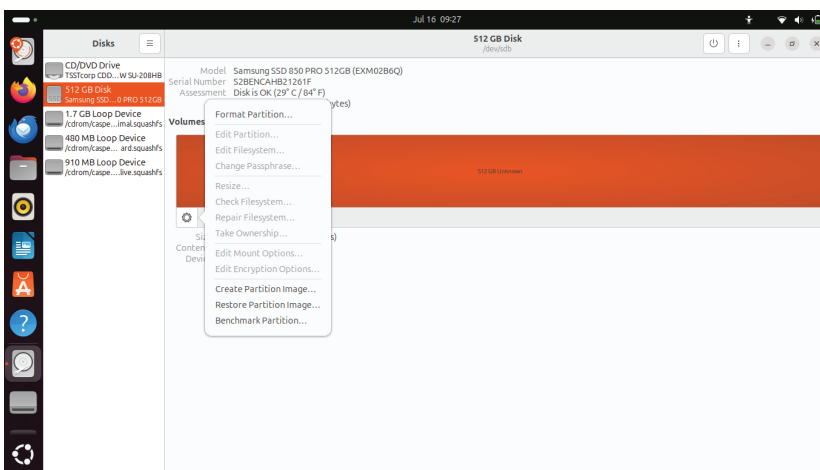 Jul 16 09:27
Disks
512 GB Disk
/dev/sdb
CD/DVD Drive
TSSTcorp CDD...W SU-208HB
512 GB Disk
Samsung SSD...0 PRO 512GB
1.7 GB Loop Device
/cdrom/caspe...imal.squashfs
480 MB Loop Device
/cdrom/caspe... ard.squashfs
910 MB Loop Device
/cdrom/caspe....live.squashfs
Model Samsung SSD 850 PRO 512GB (EXM02B6Q)
Serial Number S2BENCAHB21261F
Assessment Disk is OK (29° C / 84° F)
ytes)
Volumes
512 GB Unknown
Format Partition...
Edit Partition...
Edit Filesystem...
Change Passphrase...
Resize...
Check Filesystem...
Repair Filesystem...
Take Ownership...
Edit Mount Options...
Edit Encryption Options...
Create Partition Image...
Restore Partition Image...
Benchmark Partition...
Si s)
Conten
Devi